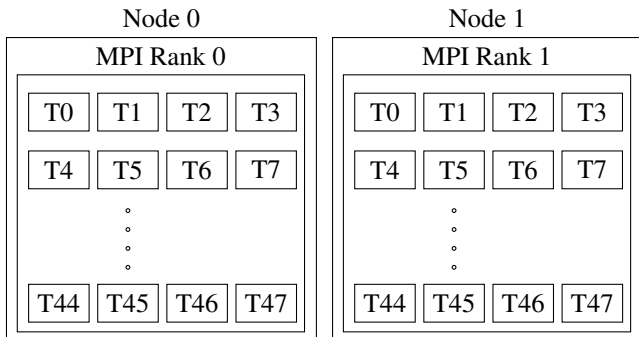 Node 0 Node 1
MPI Rank 0 MPI Rank 1
T0 T1 T2 T3 T0 T1 T2 T3
T4 T5 T6 T7 T4 T5 T6 T7
T44 T45 T46 T47 T44 T45 T46 T47